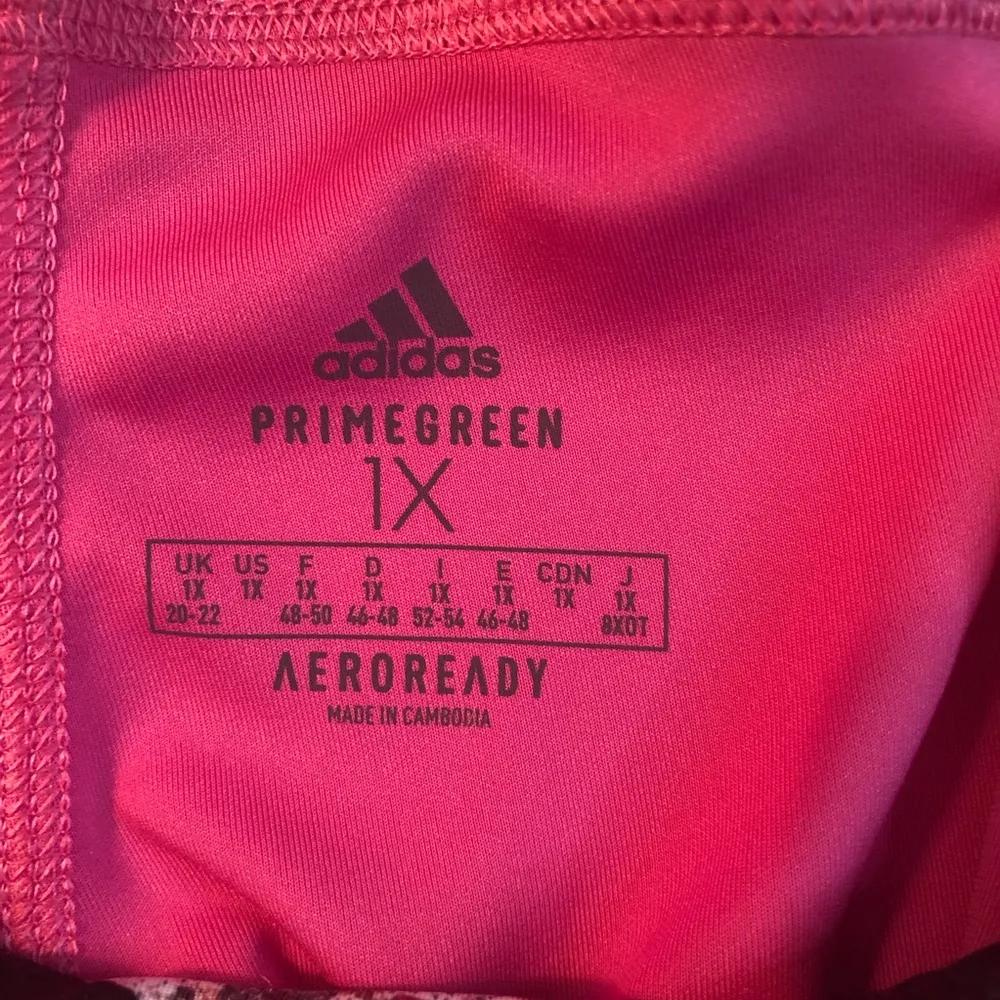 adidas
PRIMEGREEN
1X
UK US F D I E CDN J
1X 1X 1X 1X 1X 1X 1X 1X
20-22 48-50 46-48 52-54 46-48 8XOT
AEROREADY
MADE IN CAMBODIA